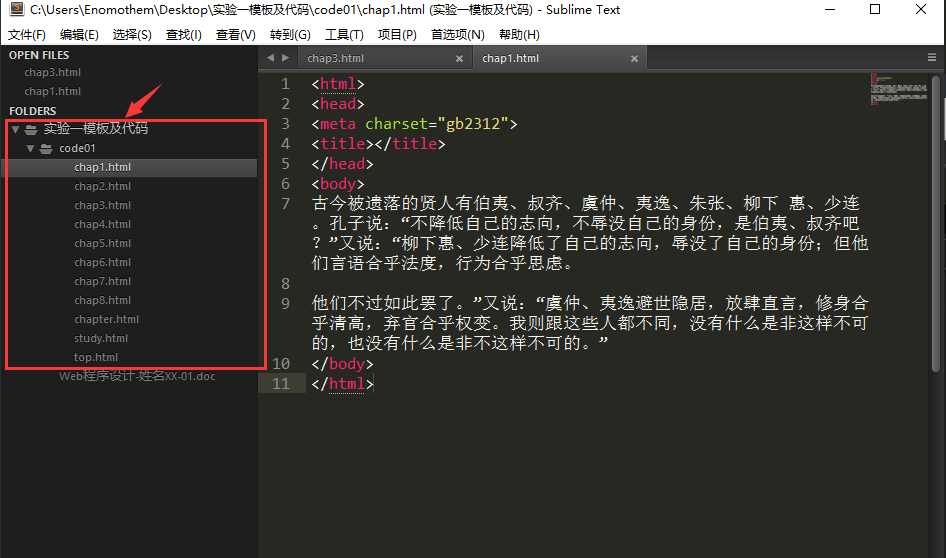 C:\Users\Enomothem\Desktop\实验一模板及代码\code01\chap1.html (实验一模板及代码) - Sublime Text
文件(F) 编辑(E) 选择(S) 查找(I) 查看(V) 转到(G) 工具(T) 项目(P) 首选项(N) 帮助(H)
OPEN FILES
chap3.html
chap1.html
FOLDERS
实验一模板及代码
code01
chap1.html
chap2.html
chap3.html
chap4.html
chap5.html
chap6.html
chap7.html
chap8.html
chapter.html
study.html
top.html
Web程序设计-姓名XX-01.doc
chap3.html × chap1.html ×
1 <html>
2 <head>
3 <meta charset="gb2312">
4 <title></title>
5 </head>
6 <body>
7 古今被遗落的贤人有伯夷、叔齐、虞仲、夷逸、朱张、柳下 惠、少连
。孔子说：“不降低自己的志向，不辱没自己的身份，是伯夷、叔齐吧
？”又说：“柳下惠、少连降低了自己的志向，辱没了自己的身份；但他
们言语合乎法度，行为合乎思虑。
8
9 他们不过如此罢了。”又说：“虞仲、夷逸避世隐居，放肆直言，修身合
乎清高，弃官合乎权变。我则跟这些人都不同，没有什么是非这样不可
的，也没有什么是非不这样不可的。”
10 </body>
11 </html>